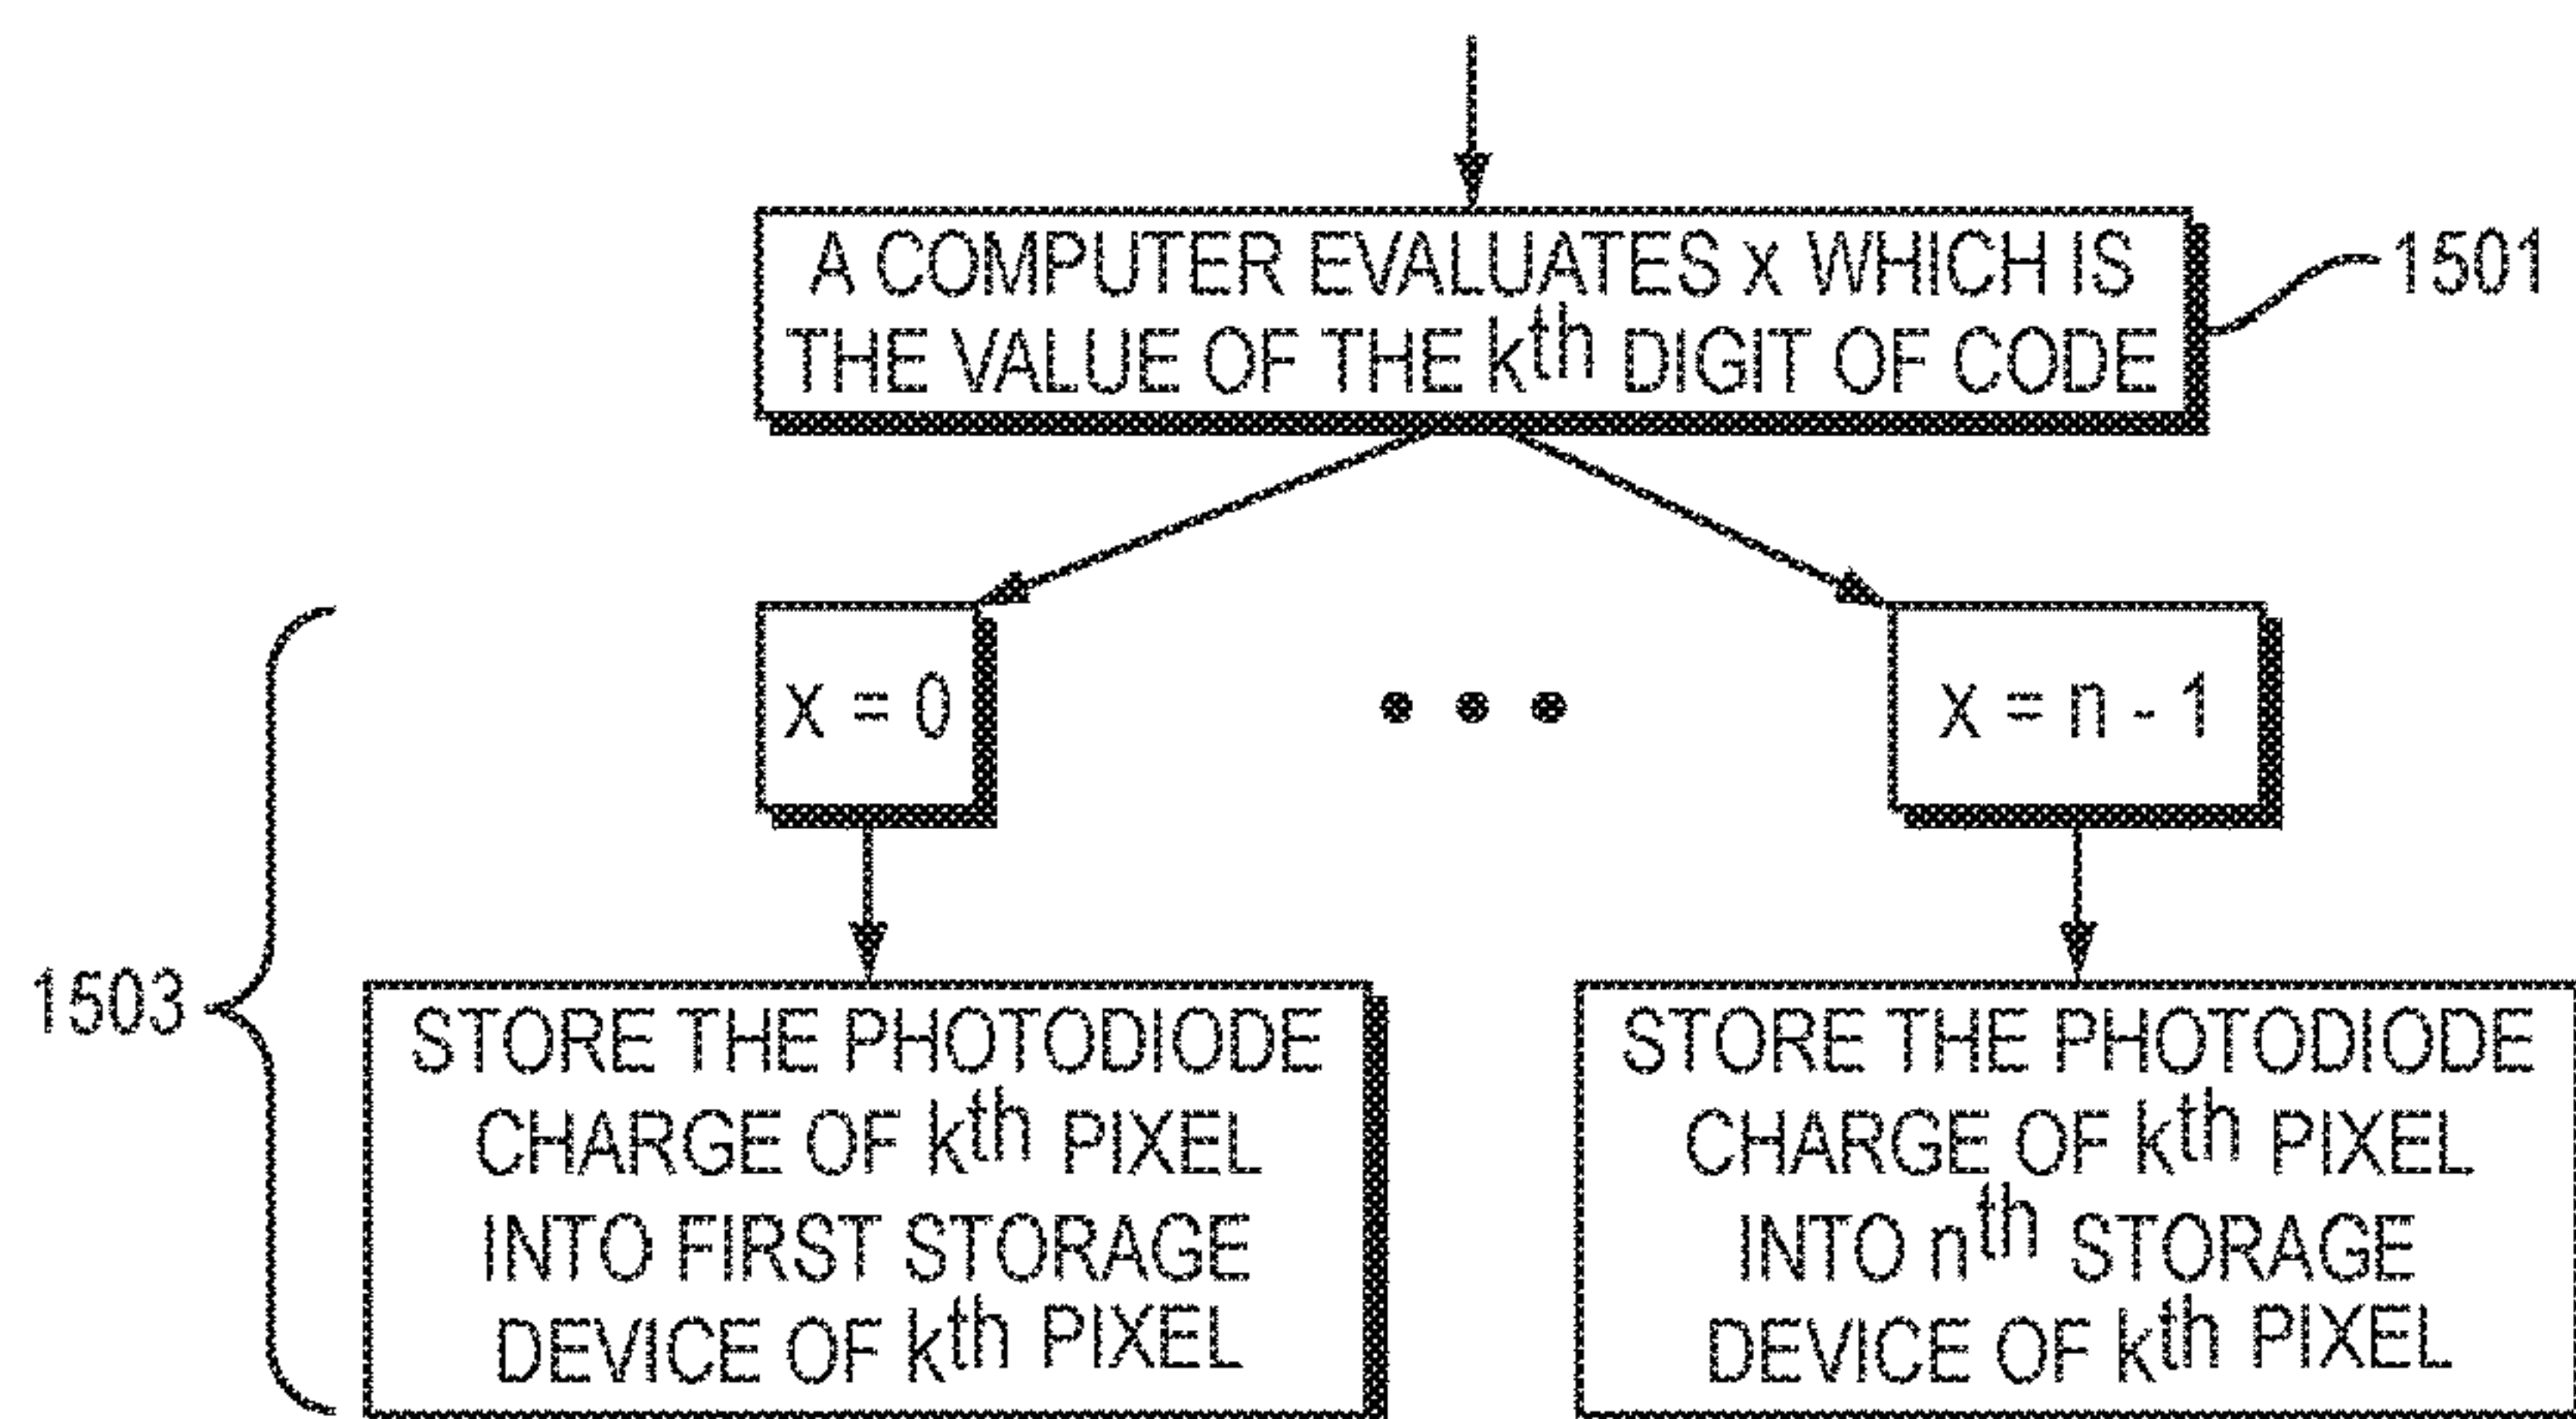 A COMPUTER EVALUATES x WHICH IS
THE VALUE OF THE kth DIGIT OF CODE
1501
x = 0
x = n - 1
1503
STORE THE PHOTODIODE
CHARGE OF kth PIXEL
INTO FIRST STORAGE
DEVICE OF kth PIXEL
STORE THE PHOTODIODE
CHARGE OF kth PIXEL
INTO nth STORAGE
DEVICE OF kth PIXEL